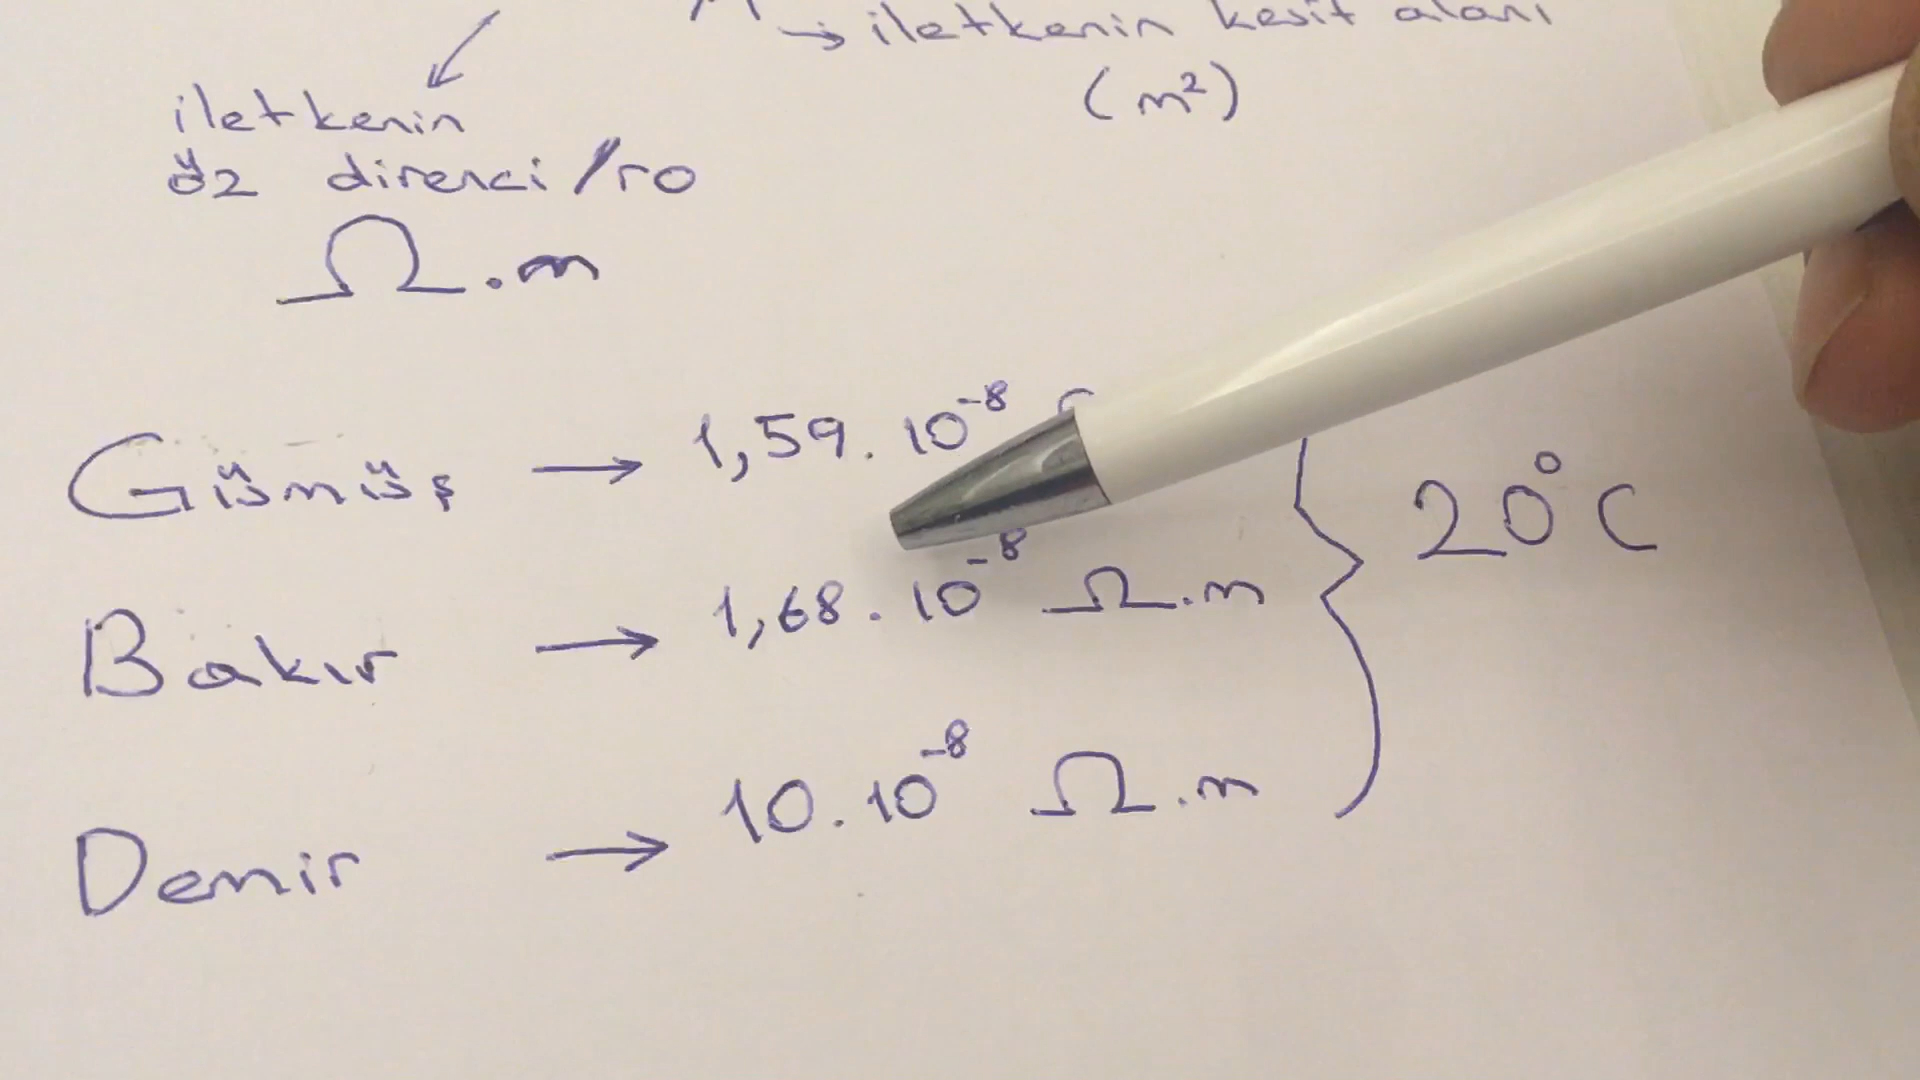 → iletkenin kesit alanı
(m²)
iletkenin
öz direnci / ro
Ω.m
Gümüş → 1,59.10⁻⁸
Bakır → 1,68.10⁻⁸ Ω.m
Demir → 10.10⁻⁸ Ω.m
20°C